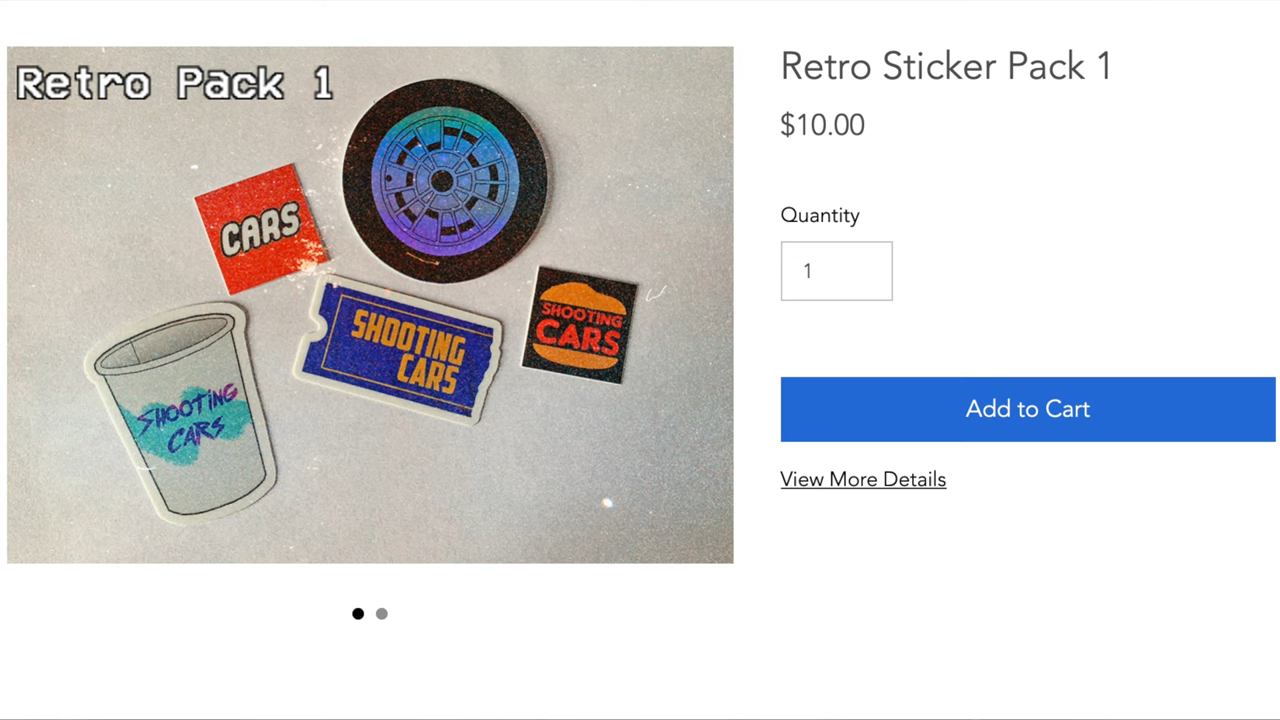 Retro Pack 1
CARS
SHOOTING
CARS
SHOOTING
CARS
SHOOTING
CARS
Retro Sticker Pack 1
$10.00
Quantity
1
Add to Cart
View More Details